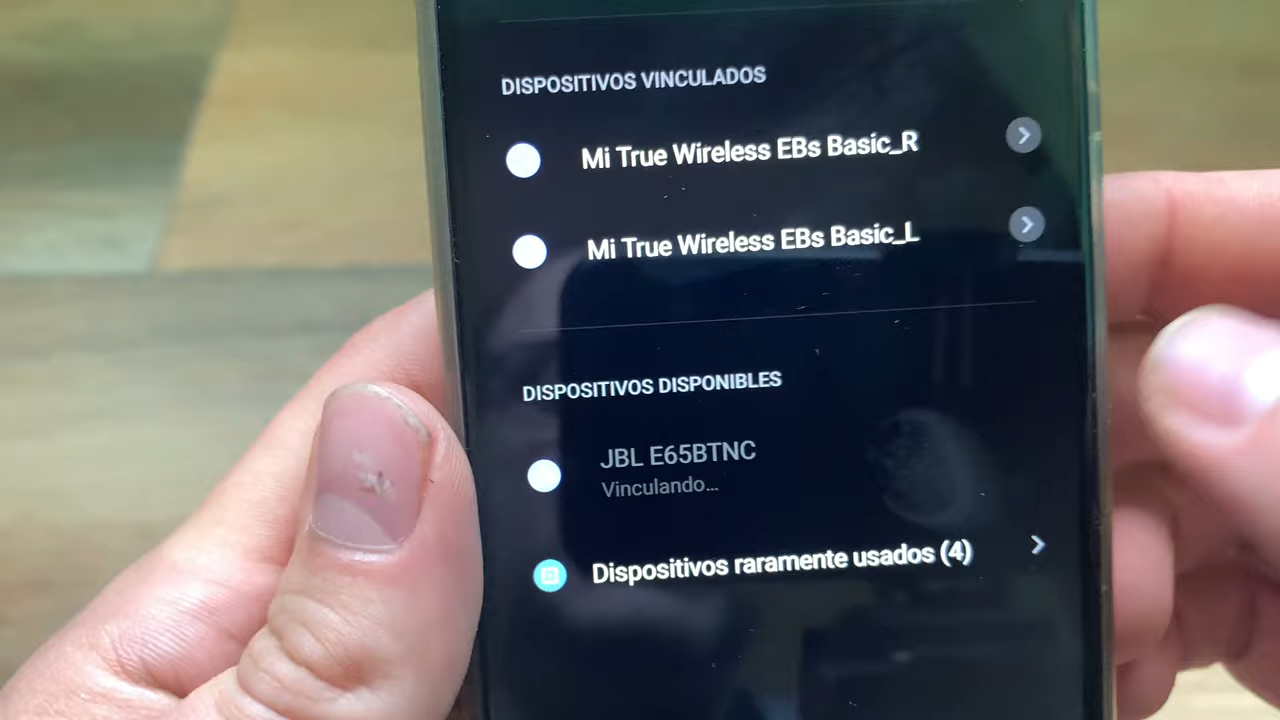 DISPOSITIVOS VINCULADOS
Mi True Wireless EBs Basic_R
Mi True Wireless EBs Basic_L
DISPOSITIVOS DISPONIBLES
JBL E65BTNC
Vinculando...
Dispositivos raramente usados (4)